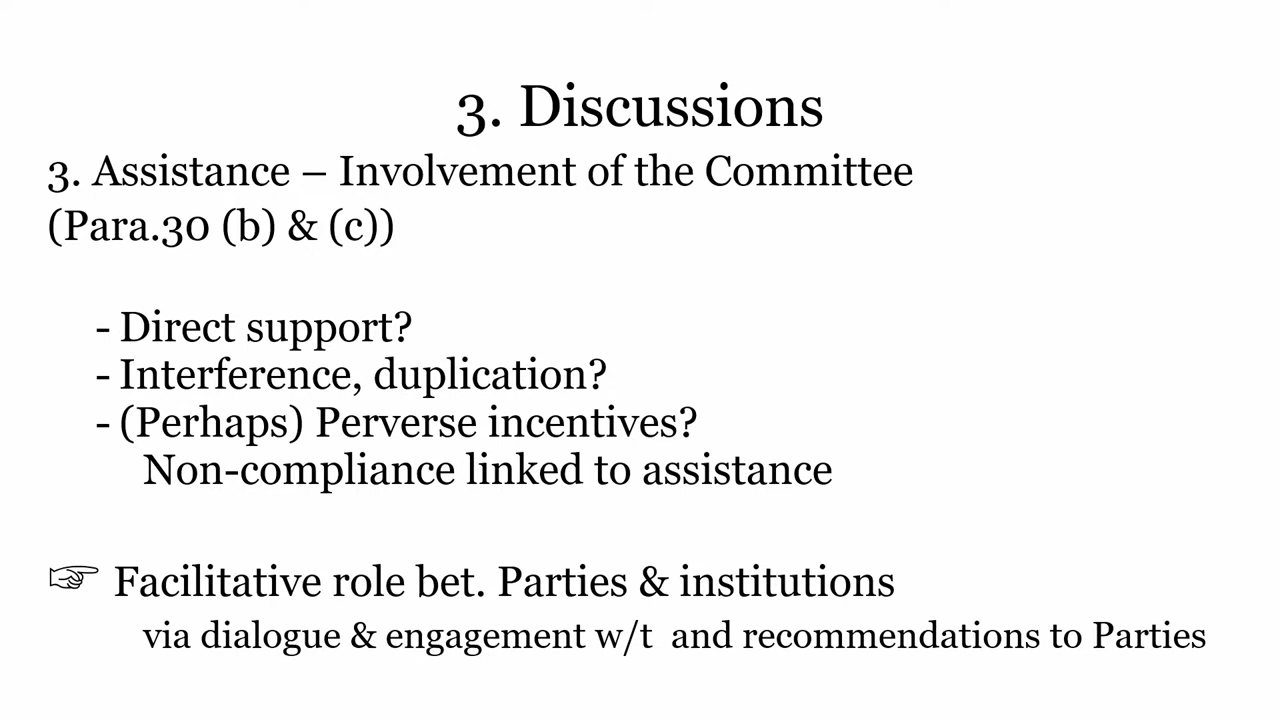 3. Discussions
3. Assistance – Involvement of the Committee
(Para.30 (b) & (c))
- Direct support?
- Interference, duplication?
- (Perhaps) Perverse incentives?
Non-compliance linked to assistance
☞ Facilitative role bet. Parties & institutions
via dialogue & engagement w/t and recommendations to Parties